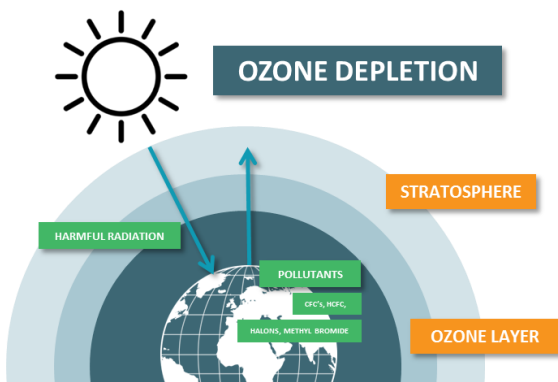 OZONE DEPLETION
STRATOSPHERE
HARMFUL RADIATION
POLLUTANTS
CFC's, HCFC,
HALONS, METHYL BROMIDE
OZONE LAYER